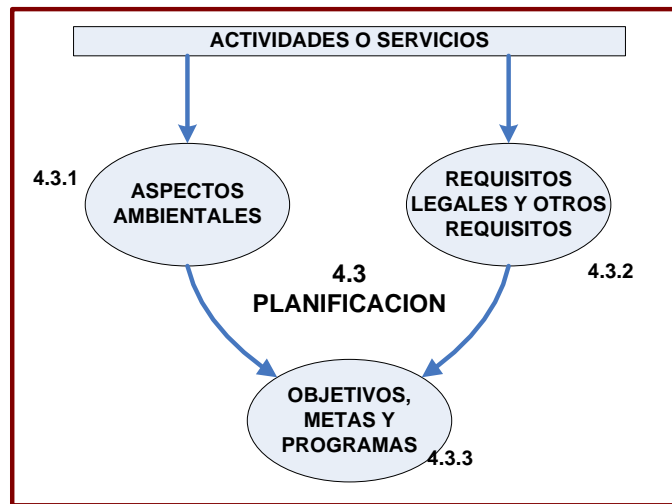 ACTIVIDADES O SERVICIOS
4.3.1
ASPECTOS
AMBIENTALES
REQUISITOS
LEGALES Y OTROS
REQUISITOS
4.3.2
4.3
PLANIFICACION
OBJETIVOS,
METAS Y
PROGRAMAS
4.3.3